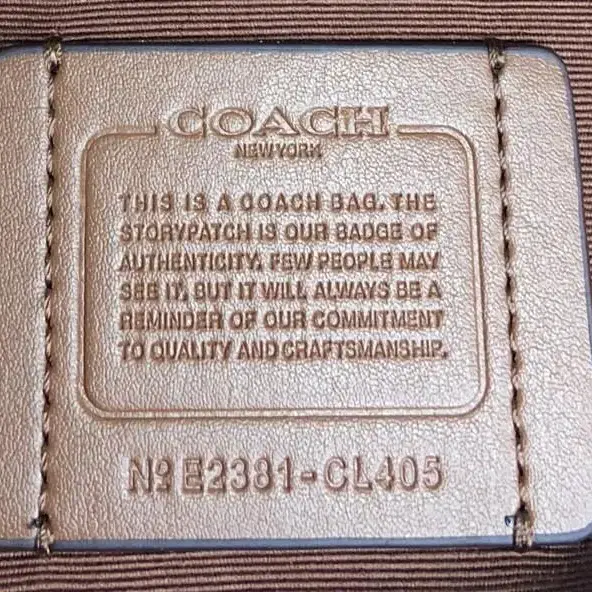 COACH
NEW YORK
THIS IS A COACH BAG. THE
STORYPATCH IS OUR BADGE OF
AUTHENTICITY. FEW PEOPLE MAY
SEE IT, BUT IT WILL ALWAYS BE A
REMINDER OF OUR COMMITMENT
TO QUALITY AND CRAFTSMANSHIP.
Nº E2381-CL405